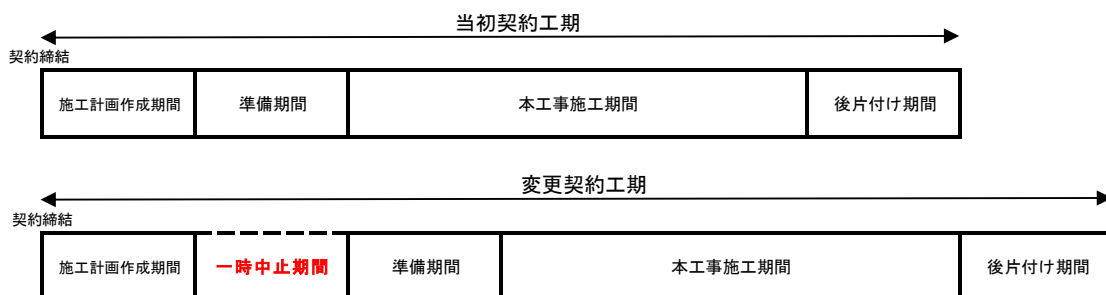 当初契約工期
契約締結
施工計画作成期間 準備期間 本工事施工期間 後片付け期間
変更契約工期
契約締結
施工計画作成期間 一時中止期間 準備期間 本工事施工期間 後片付け期間